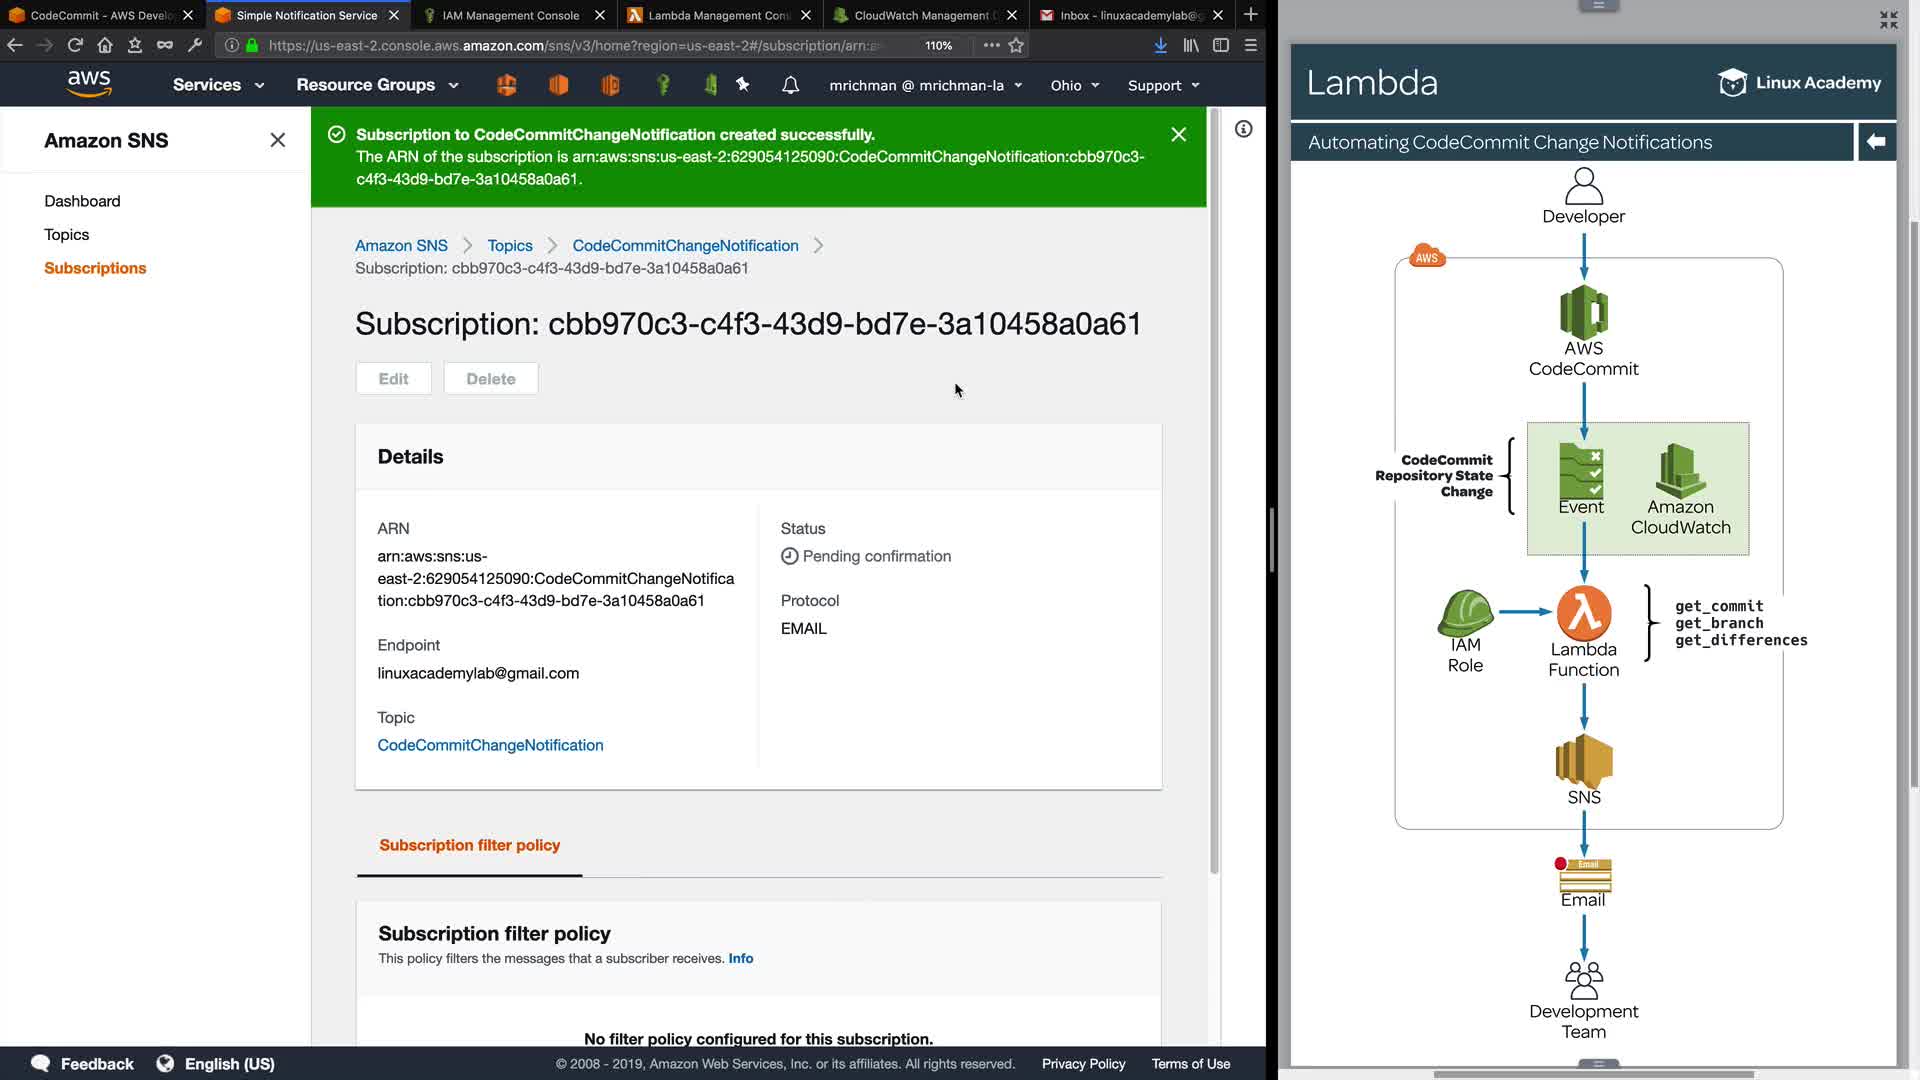 CodeCommit - AWS Develo
Simple Notification Service
IAM Management Console
Lambda Management Con
CloudWatch Management C
Inbox - linuxacademylab@g
https://us-east-2.console.aws.amazon.com/sns/v3/home?region=us-east-2#/subscription/arn:a
110%
aws
Services
Resource Groups
mrichman @ mrichman-la
Ohio
Support
Amazon SNS
Dashboard
Topics
Subscriptions
Subscription to CodeCommitChangeNotification created successfully.
The ARN of the subscription is arn:aws:sns:us-east-2:629054125090:CodeCommitChangeNotification:cbb970c3-
c4f3-43d9-bd7e-3a10458a0a61.
Amazon SNS
Topics
CodeCommitChangeNotification
Subscription: cbb970c3-c4f3-43d9-bd7e-3a10458a0a61
Subscription: cbb970c3-c4f3-43d9-bd7e-3a10458a0a61
Edit
Delete
Details
ARN
arn:aws:sns:us-
east-2:629054125090:CodeCommitChangeNotifica
tion:cbb970c3-c4f3-43d9-bd7e-3a10458a0a61
Endpoint
linuxacademylab@gmail.com
Topic
CodeCommitChangeNotification
Status
Pending confirmation
Protocol
EMAIL
Subscription filter policy
Subscription filter policy
This policy filters the messages that a subscriber receives. Info
No filter policy configured for this subscription.
Feedback
English (US)
© 2008 - 2019, Amazon Web Services, Inc. or its affiliates. All rights reserved.
Privacy Policy
Terms of Use
Lambda
Linux Academy
Automating CodeCommit Change Notifications
Developer
AWS
AWS
CodeCommit
CodeCommit
Repository State
Change
Event
Amazon
CloudWatch
IAM
Role
Lambda
Function
get_commit
get_branch
get_differences
SNS
Email
Email
Development
Team